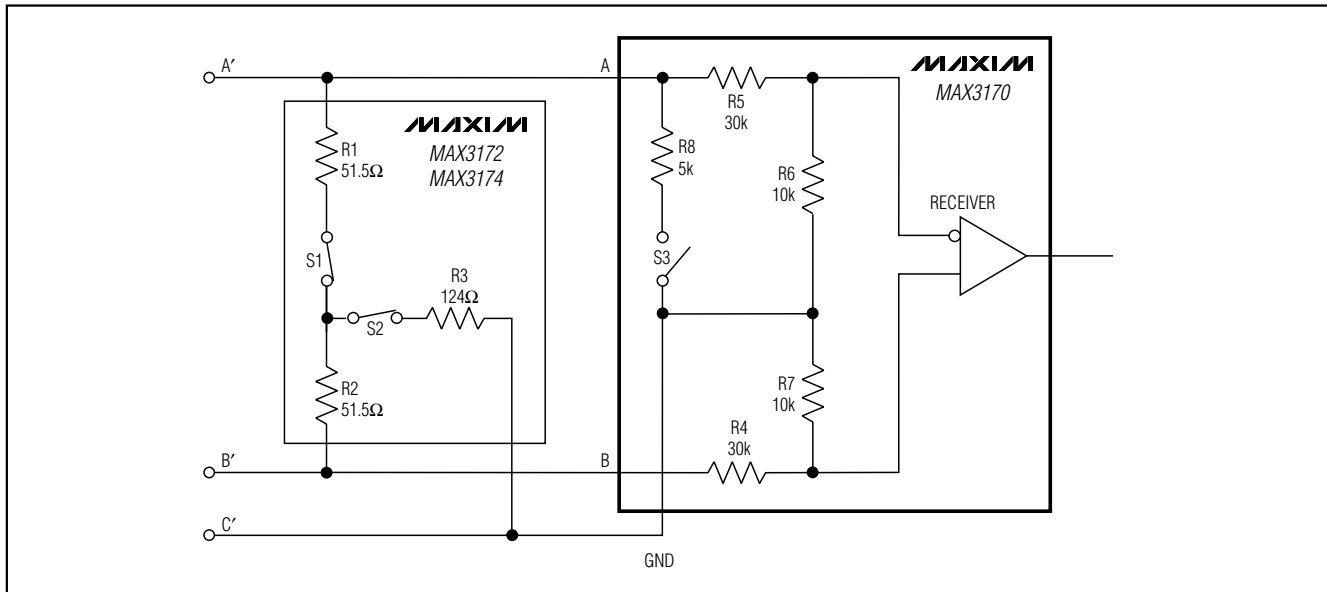 A′
A
MAXIM
MAX3170
R5
30k
MAXIM
MAX3172
MAX3174
R1
51.5Ω
R8
5k
R6
10k
RECEIVER
S1
S3
R3
124Ω
S2
R2
51.5Ω
R7
10k
R4
30k
B′
B
C′
GND